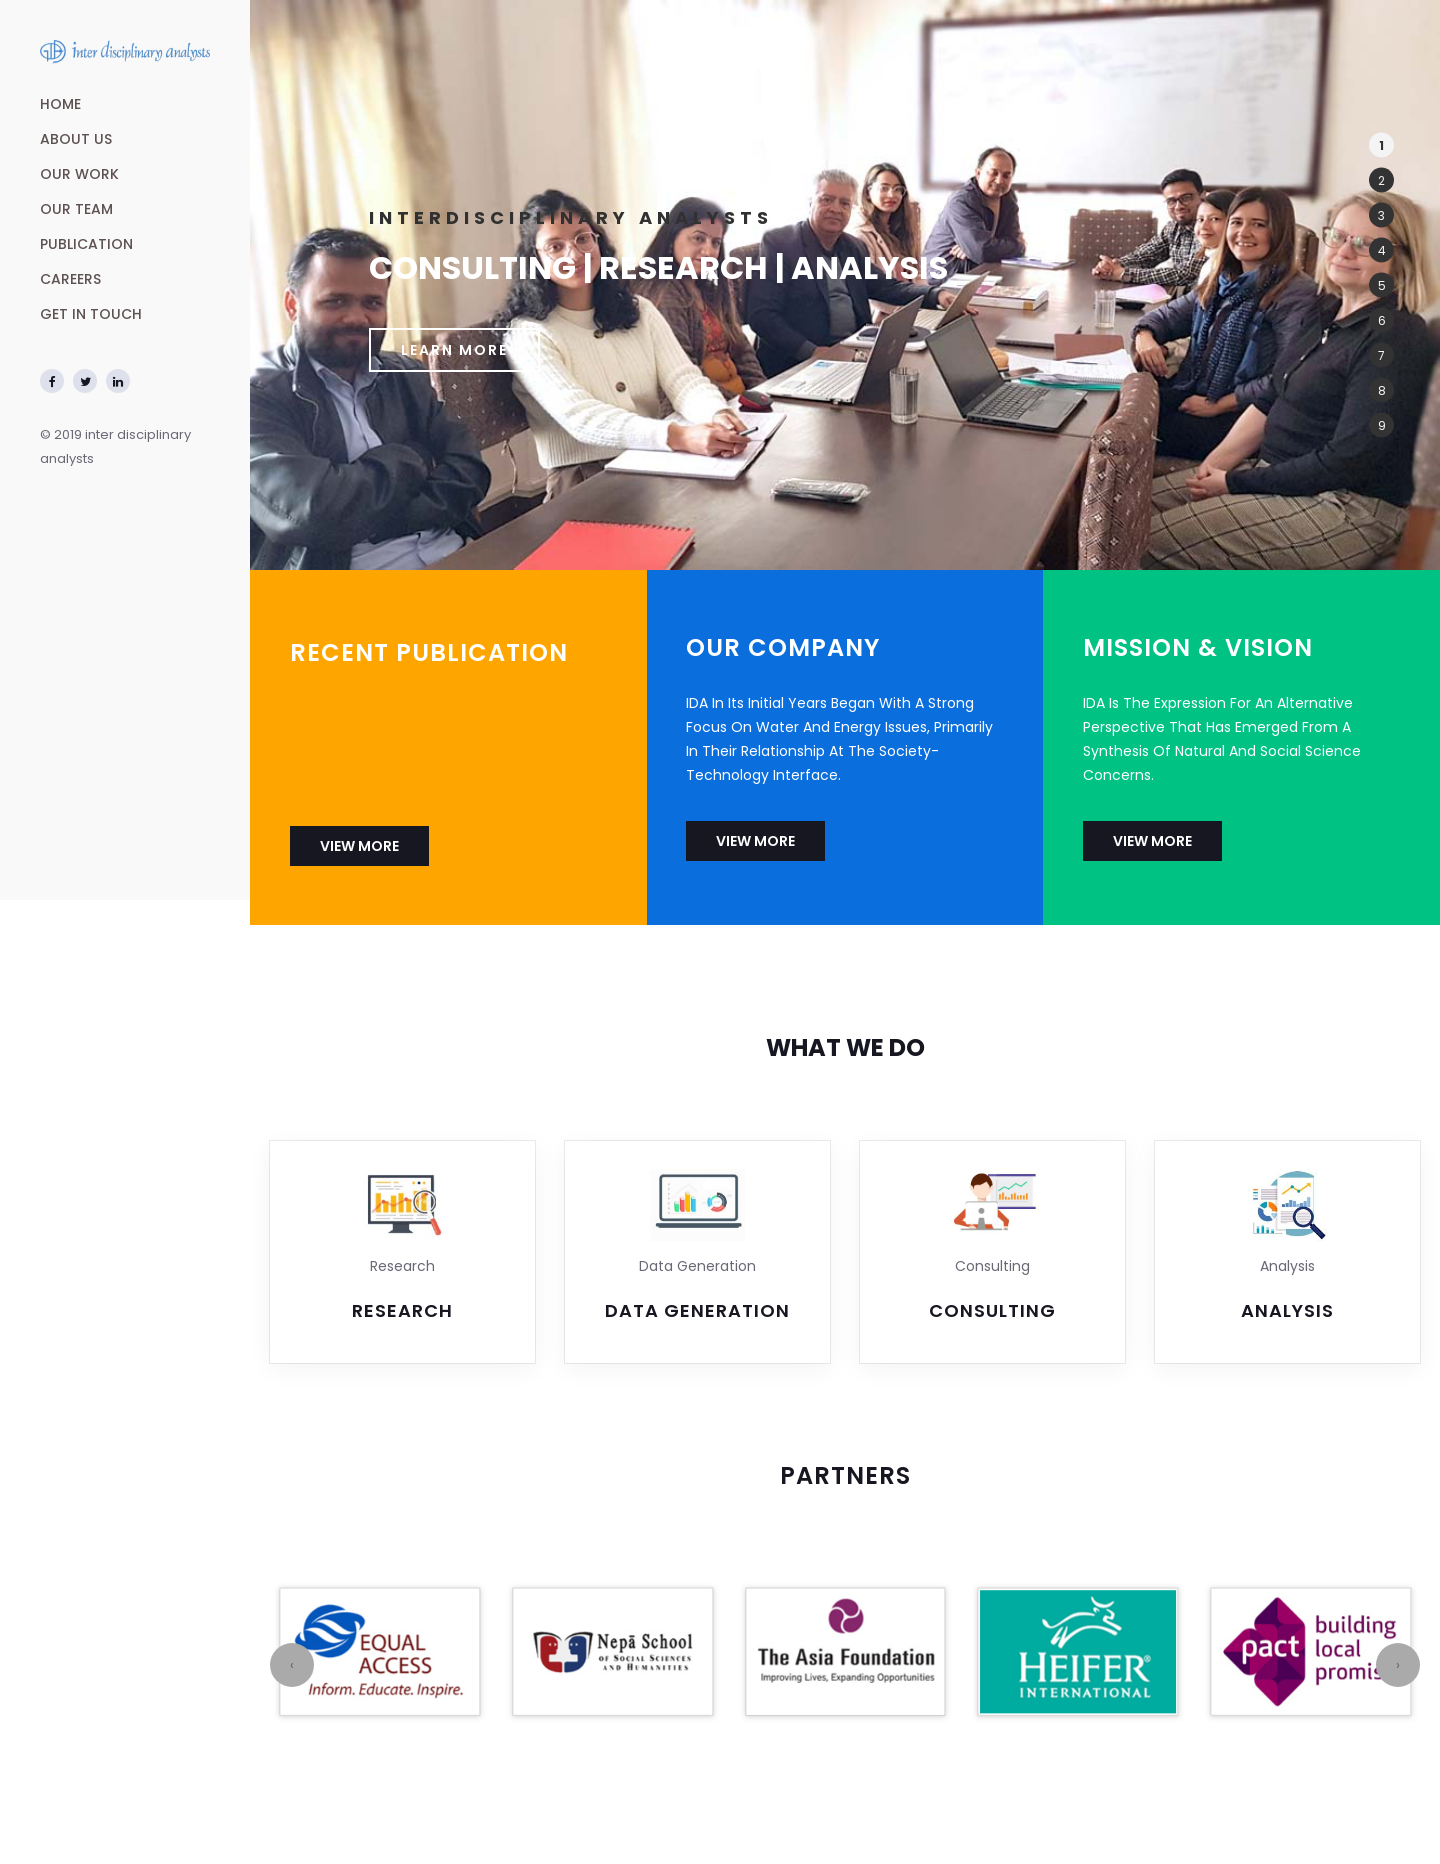 inter disciplinary analysts
HOME
ABOUT US
OUR WORK
OUR TEAM
PUBLICATION
CAREERS
GET IN TOUCH
© 2019 inter disciplinary
analysts
INTERDISCIPLINARY ANALYSTS
CONSULTING | RESEARCH | ANALYSIS
LEARN MORE
1
2
3
4
5
6
7
8
9
RECENT PUBLICATION
VIEW MORE
OUR COMPANY
IDA In Its Initial Years Began With A Strong
Focus On Water And Energy Issues, Primarily
In Their Relationship At The Society-
Technology Interface.
VIEW MORE
MISSION & VISION
IDA Is The Expression For An Alternative
Perspective That Has Emerged From A
Synthesis Of Natural And Social Science
Concerns.
VIEW MORE
WHAT WE DO
Research
RESEARCH
Data Generation
DATA GENERATION
Consulting
CONSULTING
Analysis
ANALYSIS
PARTNERS
EQUAL
ACCESS
Inform. Educate. Inspire.
Nepā School
OF SOCIAL SCIENCES
AND HUMANITIES
The Asia Foundation
Improving Lives, Expanding Opportunities
HEIFER®
INTERNATIONAL
pact
building
local
promis